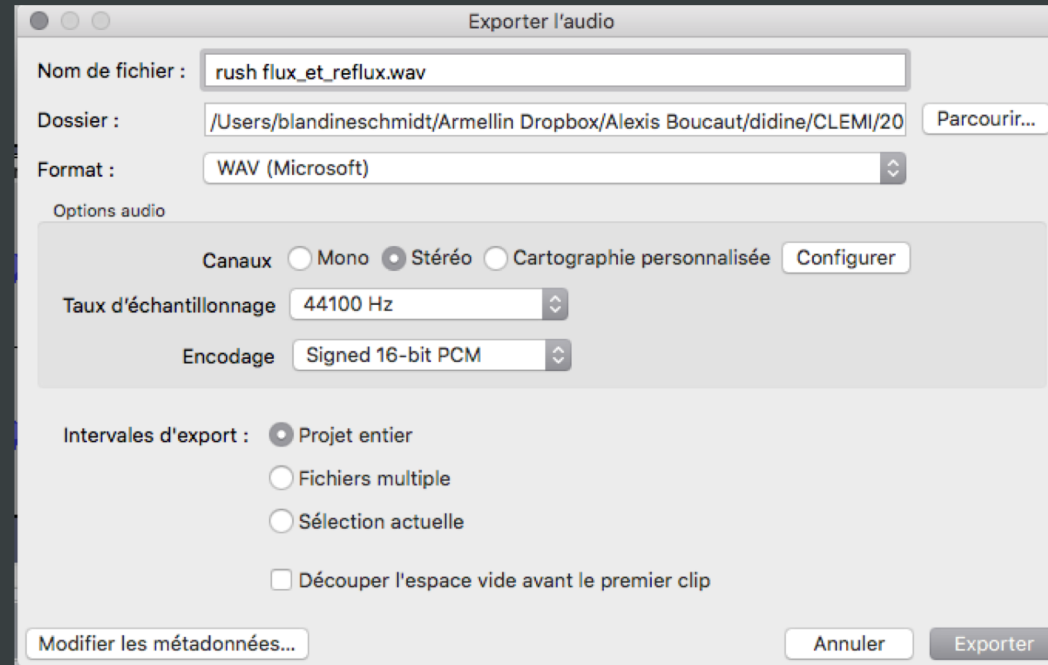 Exporter l'audio
Nom de fichier : rush flux_et_reflux.wav
Dossier : /Users/blandineschmidt/Armellin Dropbox/Alexis Boucaut/didine/CLEMI/20 Parcourir...
Format : WAV (Microsoft)
Options audio
Canaux Mono Stéréo Cartographie personnalisée Configurer
Taux d'échantillonnage 44100 Hz
Encodage Signed 16-bit PCM
Intervales d'export : Projet entier
Fichiers multiple
Sélection actuelle
Découper l'espace vide avant le premier clip
Modifier les métadonnées... Annuler Exporter